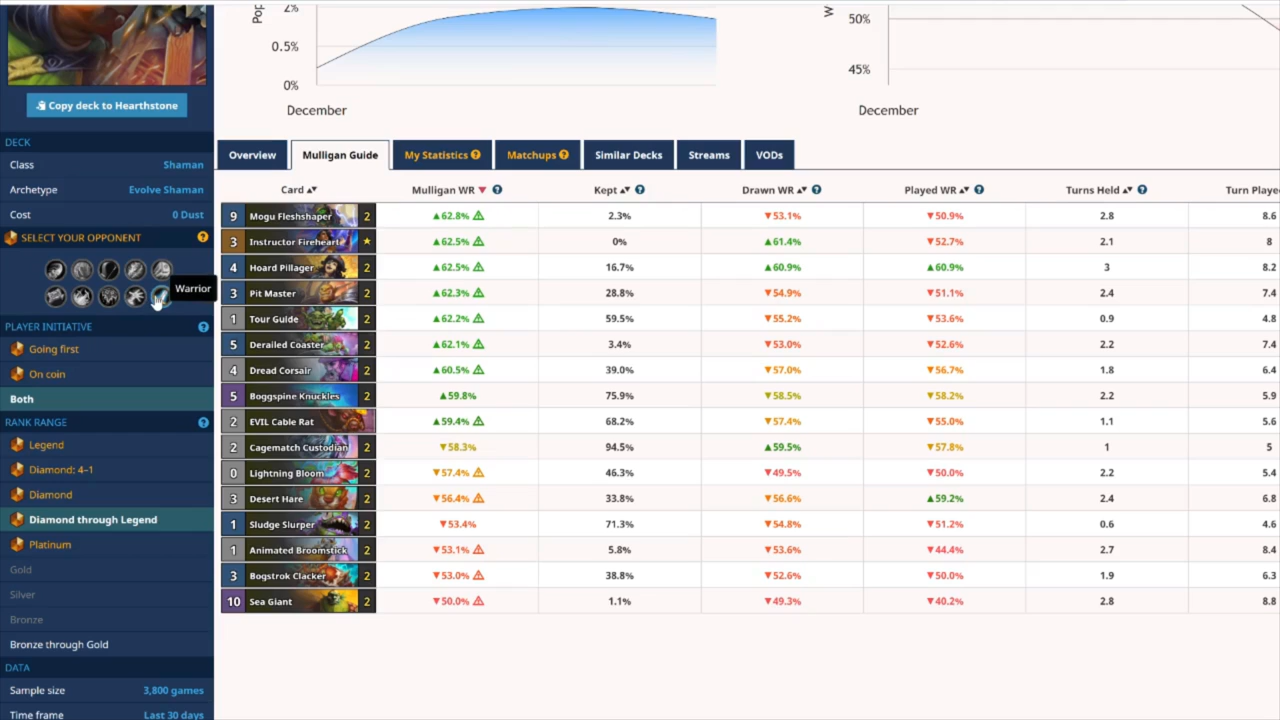 2%
0.5%
0%
December
50%
45%
December
Copy deck to Hearthstone
DECK
Class Shaman
Archetype Evolve Shaman
Cost 0 Dust
SELECT YOUR OPPONENT ?
Warrior
PLAYER INITIATIVE ?
Going first
On coin
Both
RANK RANGE ?
Legend
Diamond: 4–1
Diamond
Diamond through Legend
Platinum
Gold
Silver
Bronze
Bronze through Gold
DATA
Sample size 3,800 games
Time frame Last 30 days
Overview Mulligan Guide My Statistics ? Matchups ? Similar Decks Streams VODs
Card ▲▼ Mulligan WR ▼ ? Kept ▲▼ ? Drawn WR ▲▼ ? Played WR ▲▼ ? Turns Held ▲▼ ? Turn Playe
9 Mogu Fleshshaper 2 ▲62.8% 2.3% ▼53.1% ▼50.9% 2.8 8.6
3 Instructor Fireheart ★ ▲62.5% 0% ▲61.4% ▼52.7% 2.1 8
4 Hoard Pillager 2 ▲62.5% 16.7% ▲60.9% ▲60.9% 3 8.2
3 Pit Master 2 ▲62.3% 28.8% ▼54.9% ▼51.1% 2.4 7.4
1 Tour Guide 2 ▲62.2% 59.5% ▼55.2% ▼53.6% 0.9 4.8
5 Derailed Coaster 2 ▲62.1% 3.4% ▼53.0% ▼52.6% 2.2 7.4
4 Dread Corsair 2 ▲60.5% 39.0% ▼57.0% ▼56.7% 1.8 6.4
5 Boggspine Knuckles 2 ▲59.8% 75.9% ▼58.5% ▼58.2% 2.2 5.9
2 EVIL Cable Rat ▲59.4% 68.2% ▼57.4% ▼55.0% 1.1 5.6
2 Cagematch Custodian 2 ▼58.3% 94.5% ▲59.5% ▼57.8% 1 5
0 Lightning Bloom 2 ▼57.4% 46.3% ▼49.5% ▼50.0% 2.2 5.4
3 Desert Hare 2 ▼56.4% 33.8% ▼56.6% ▲59.2% 2.4 6.8
1 Sludge Slurper 2 ▼53.4% 71.3% ▼54.8% ▼51.2% 0.6 4.6
1 Animated Broomstick 2 ▼53.1% 5.8% ▼53.6% ▼44.4% 2.7 8.4
3 Bogstrok Clacker 2 ▼53.0% 38.8% ▼52.6% ▼50.0% 1.9 6.3
10 Sea Giant 2 ▼50.0% 1.1% ▼49.3% ▼40.2% 2.8 8.8